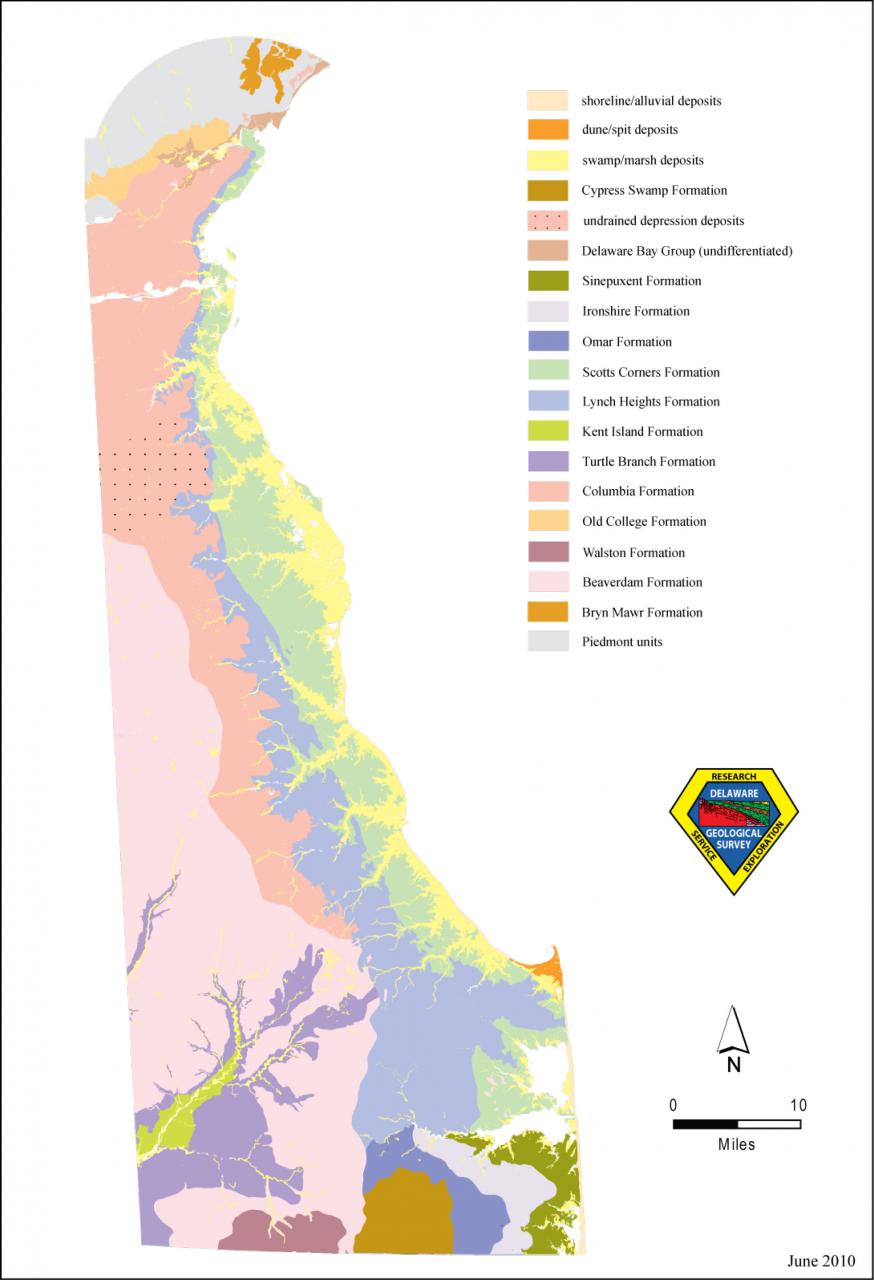 shoreline/alluvial deposits
dune/spit deposits
swamp/marsh deposits
Cypress Swamp Formation
undrained depression deposits
Delaware Bay Group (undifferentiated)
Sinepuxent Formation
Ironshire Formation
Omar Formation
Scotts Corners Formation
Lynch Heights Formation
Kent Island Formation
Turtle Branch Formation
Columbia Formation
Old College Formation
Walston Formation
Beaverdam Formation
Bryn Mawr Formation
Piedmont units
RESEARCH
DELAWARE
GEOLOGICAL
SURVEY
SERVICE
EXPLORATION
N
0 10
Miles
June 2010